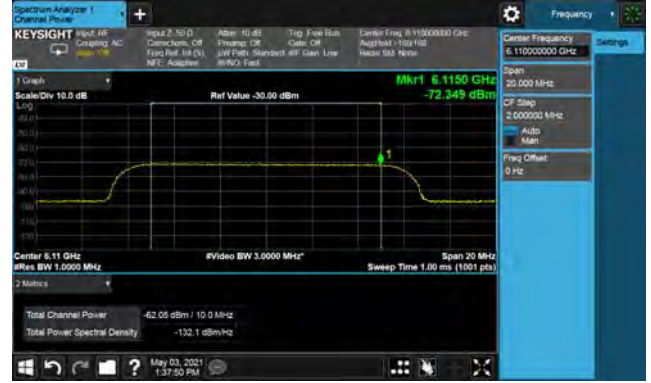 Spectrum Analyzer 1
Channel Power
+
Frequency
KEYSIGHT Input: RF
Coupling: AC
Align: Off
Input Z: 50 Ω
Corrections: Off
Freq Ref: Int (S)
NFE: Adaptive
Atten: 10 dB
Preamp: Off
µW Path: Standard
#PNO: Fast
Trig: Free Run
Gate: Off
#IF Gain: Low
Center Freq: 6.110000000 GHz
Avg|Hold:>100/100
Radio Std: None
Center Frequency
6.110000000 GHz
Settings
Span
20.000 MHz
CF Step
2.000000 MHz
Auto
Man
Freq Offset
0 Hz
1 Graph
Scale/Div 10.0 dB
Ref Value -30.00 dBm
Mkr1 6.1150 GHz
-72.349 dBm
Log
1
Center 6.11 GHz
#Video BW 3.0000 MHz*
Span 20 MHz
#Res BW 1.0000 MHz
Sweep Time 1.00 ms (1001 pts)
2 Metrics
Total Channel Power -62.05 dBm / 10.0 MHz
Total Power Spectral Density -132.1 dBm/Hz
?
May 03, 2021
1:37:50 PM